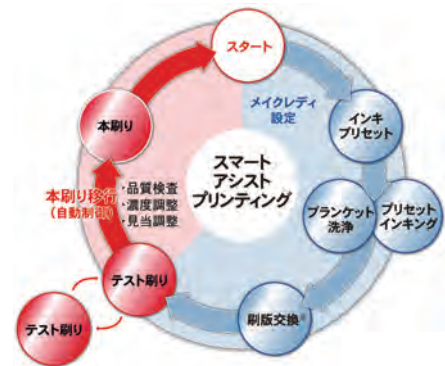 スタート
メイクレディ
設定
インキ
プリセット
ブランケット
洗浄
プリセット
インキング
刷版交換※
テスト刷り
テスト刷り
本刷り移行
(自動制御)
・品質検査
・濃度調整
・見当調整
本刷り
スマート
アシスト
プリンティング